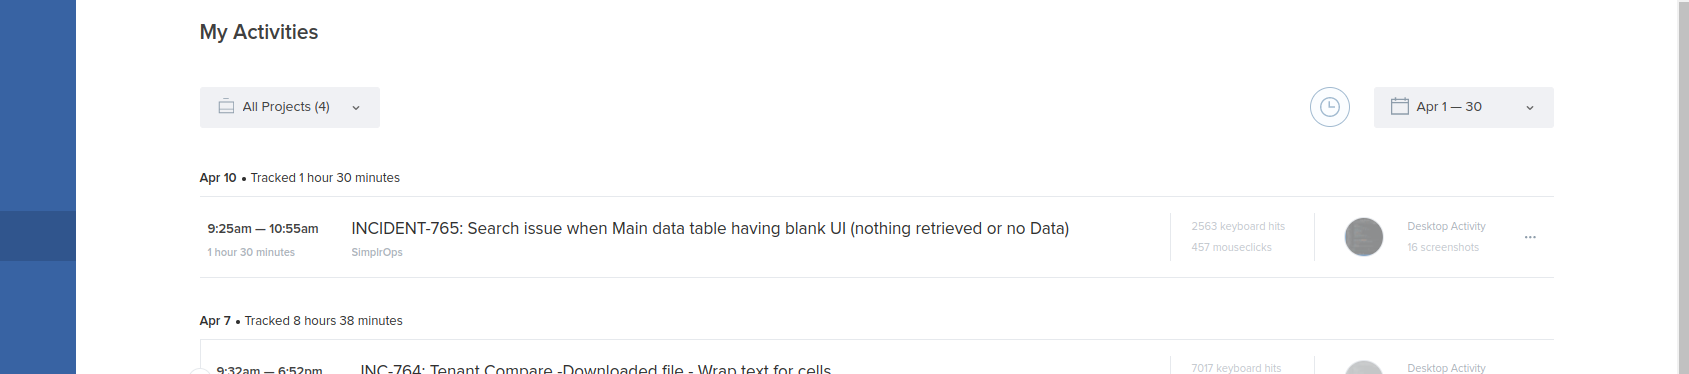 My Activities
All Projects (4)
Apr 1 — 30
Apr 10 • Tracked 1 hour 30 minutes
9:25am — 10:55am
1 hour 30 minutes
INCIDENT-765: Search issue when Main data table having blank UI (nothing retrieved or no Data)
SimplrOps
2563 keyboard hits
457 mouseclicks
Desktop Activity
16 screenshots
Apr 7 • Tracked 8 hours 38 minutes
9:32am — 6:52pm
INC-764: Tenant Compare -Downloaded file - Wrap text for cells
7017 keyboard hits
Desktop Activity